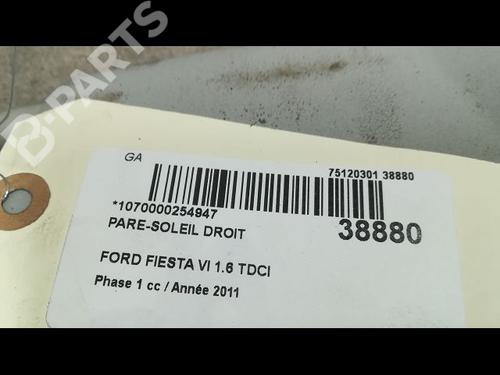 B-PARTS
GA
75120301 38880
*1070000254947
PARE-SOLEIL DROIT
38880
FORD FIESTA VI 1.6 TDCI
Phase 1 cc / Année 2011